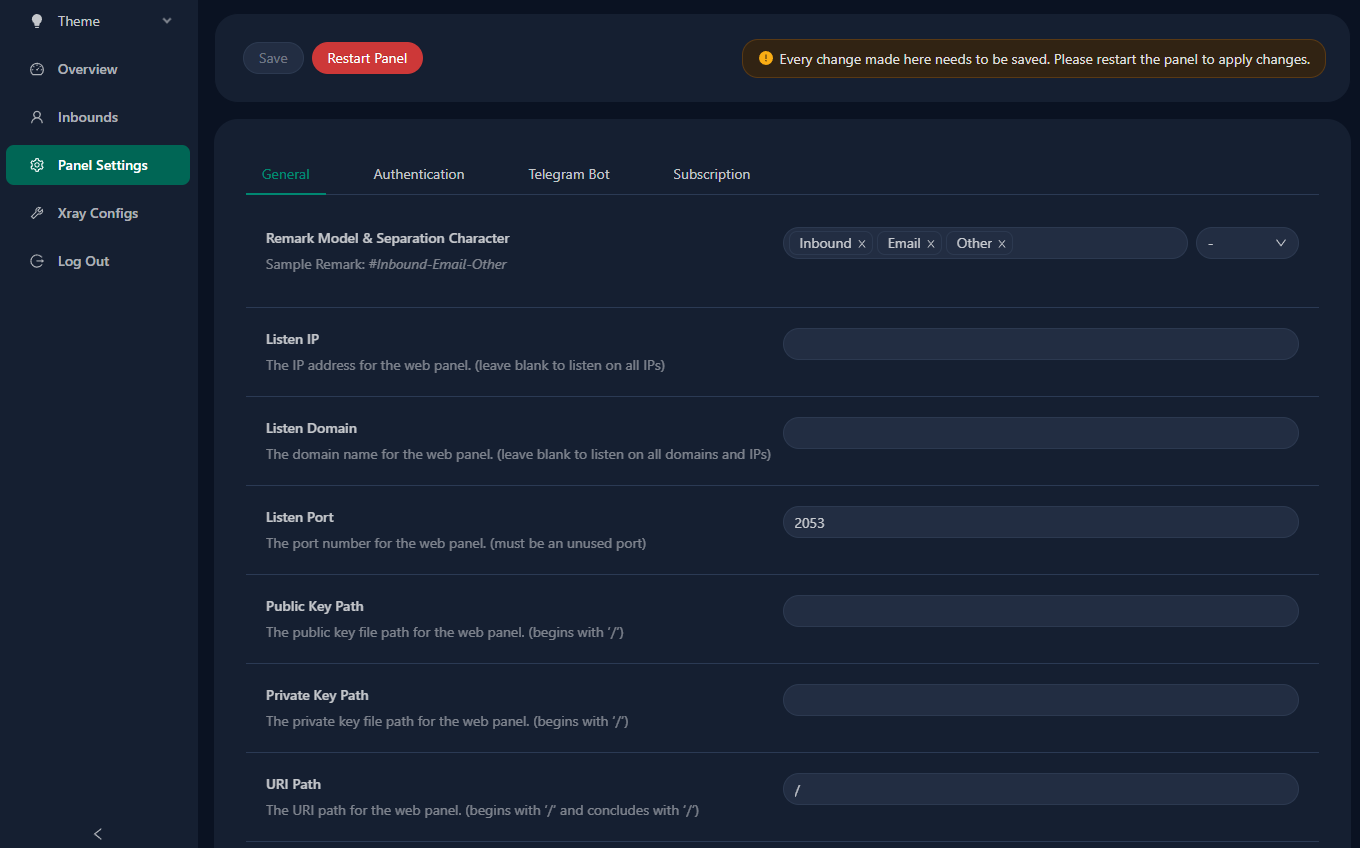 Theme
Overview
Inbounds
Panel Settings
Xray Configs
Log Out
Save
Restart Panel
Every change made here needs to be saved. Please restart the panel to apply changes.
General Authentication Telegram Bot Subscription
Remark Model & Separation Character
Sample Remark: #Inbound-Email-Other
Inbound Email Other -
Listen IP
The IP address for the web panel. (leave blank to listen on all IPs)
Listen Domain
The domain name for the web panel. (leave blank to listen on all domains and IPs)
Listen Port
The port number for the web panel. (must be an unused port)
2053
Public Key Path
The public key file path for the web panel. (begins with ‘/’)
Private Key Path
The private key file path for the web panel. (begins with ‘/’)
URI Path
The URI path for the web panel. (begins with ‘/’ and concludes with ‘/’)
/